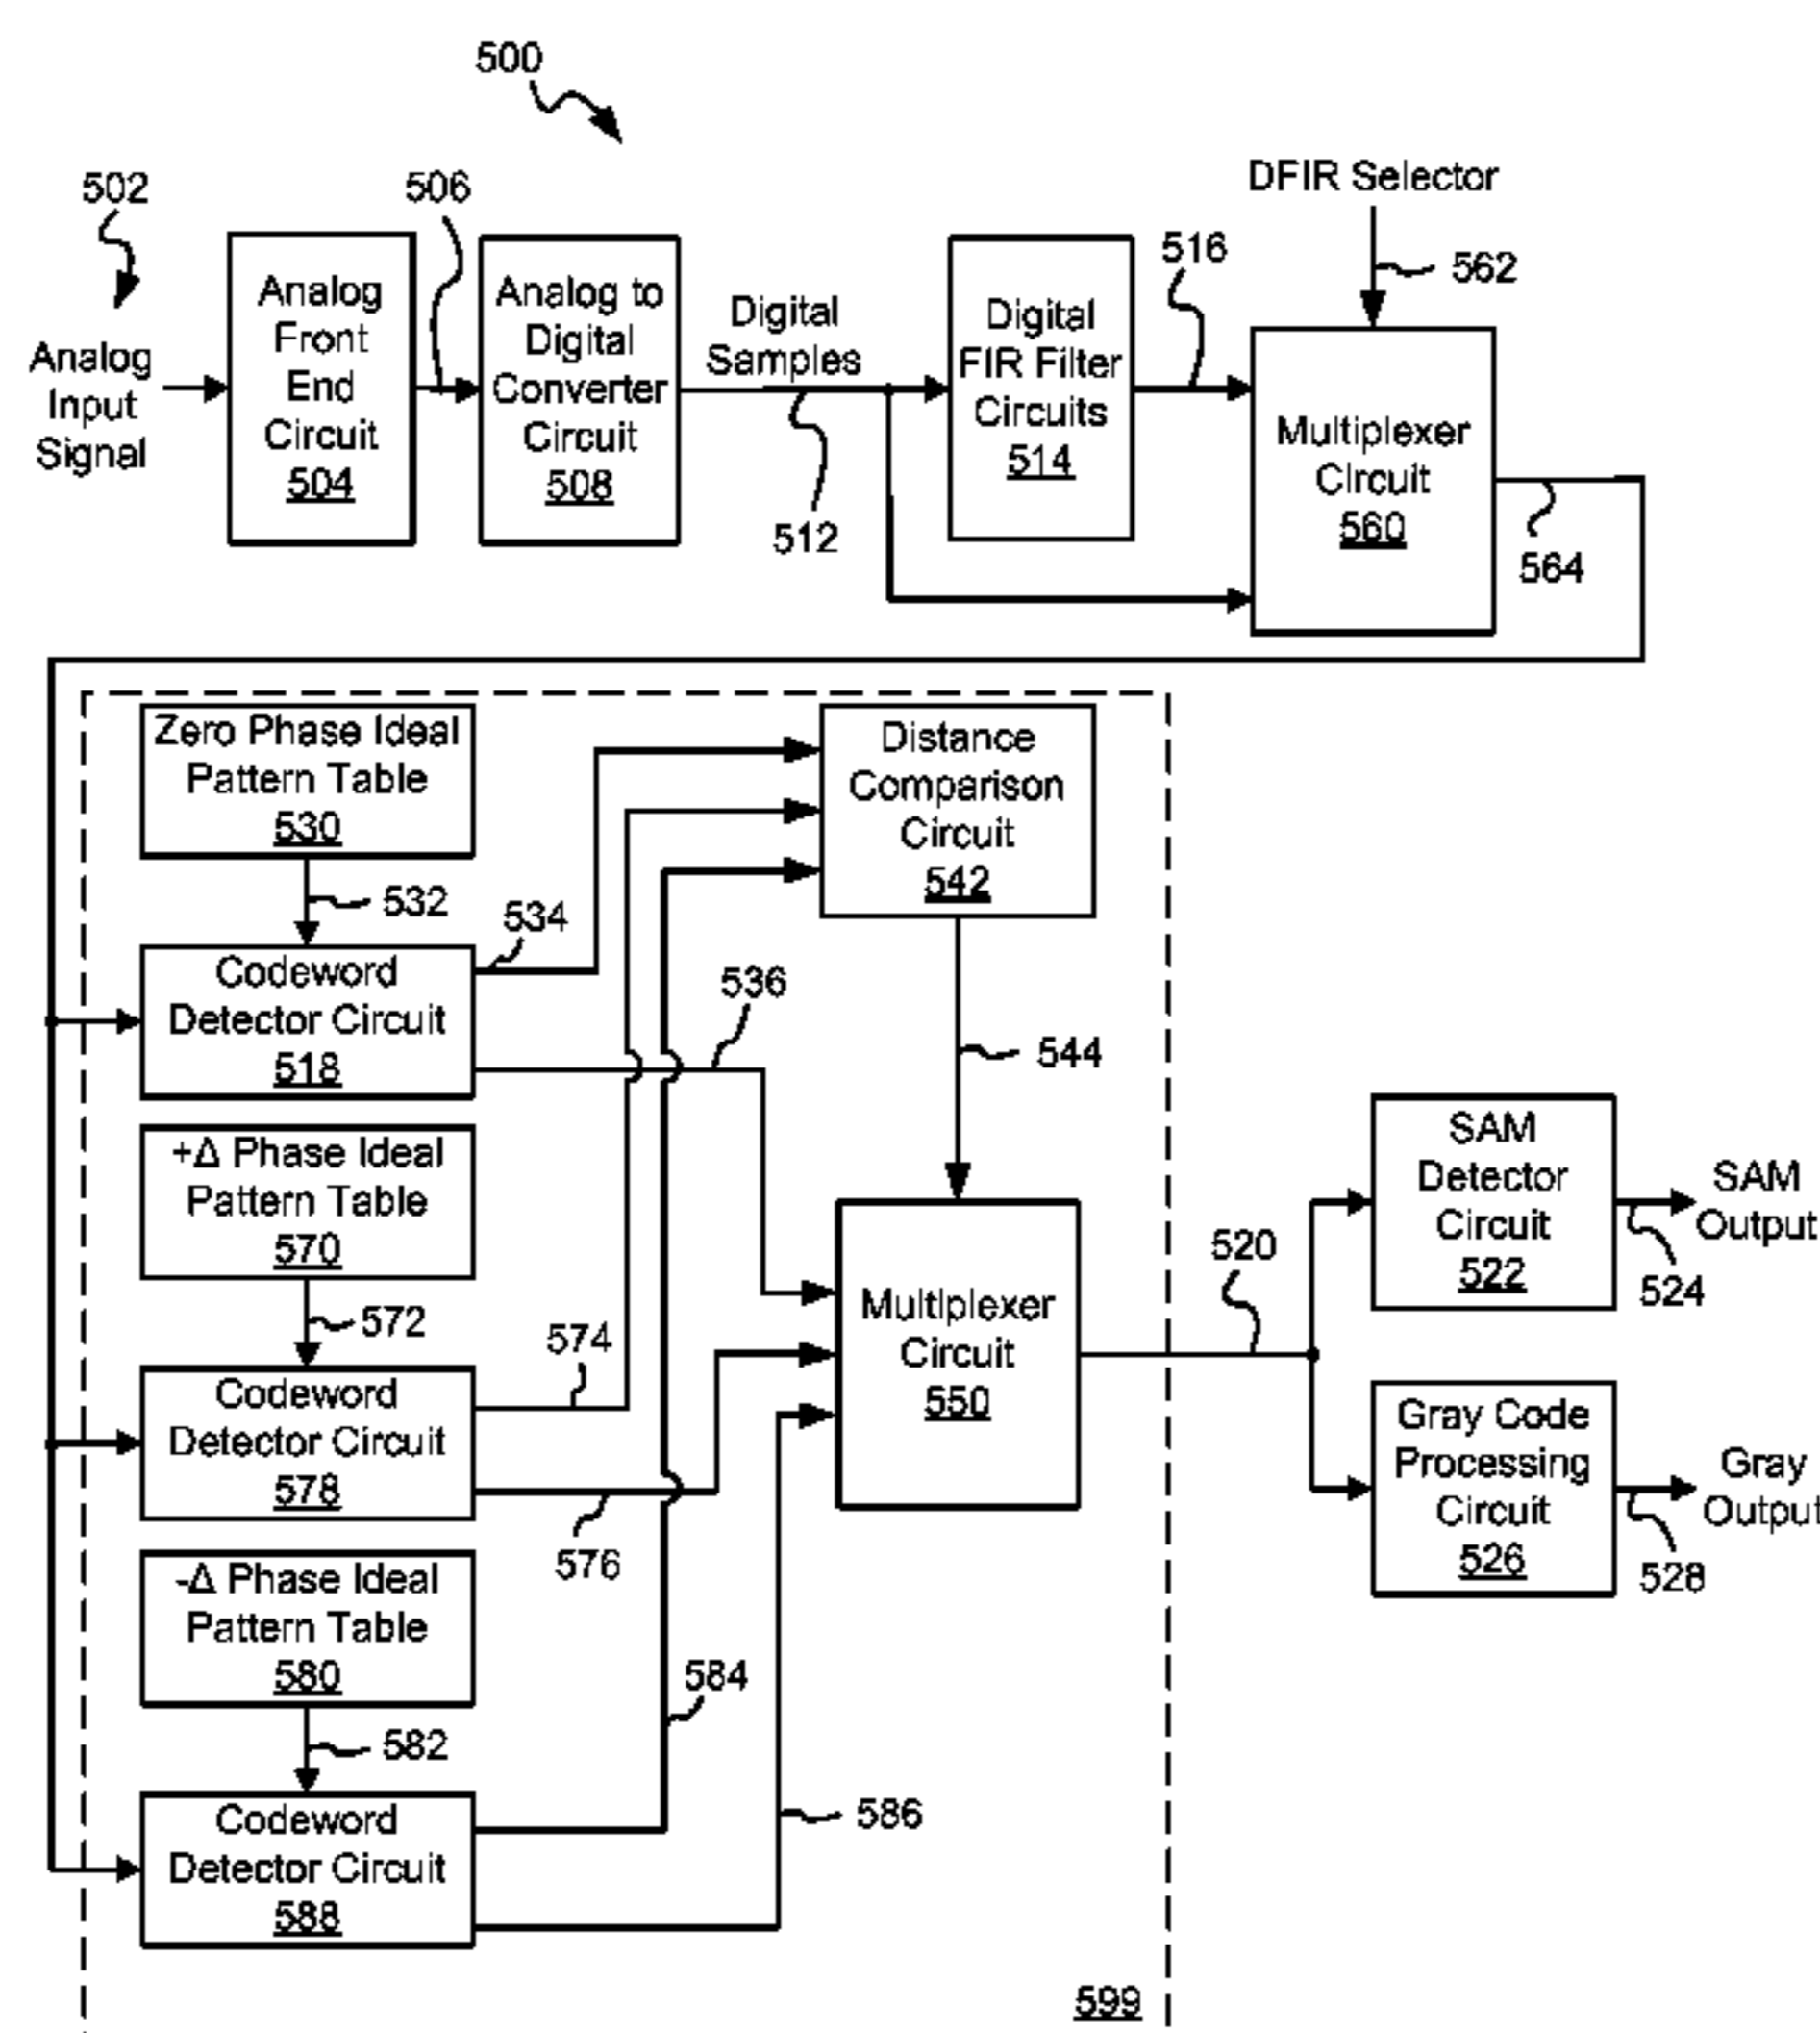 500
502
506
DFIR Selector
516
562
Analog
Input
Signal
Analog
Front
End
Circuit
504
Analog to
Digital
Converter
Circuit
508
Digital
Samples
512
Digital
FIR Filter
Circuits
514
Multiplexer
Circuit
560
564
Zero Phase Ideal
Pattern Table
530
532
Distance
Comparison
Circuit
542
534
Codeword
Detector Circuit
518
536
544
+Δ Phase Ideal
Pattern Table
570
572
574
Codeword
Detector Circuit
578
576
Multiplexer
Circuit
550
520
SAM
Detector
Circuit
522
SAM
Output
524
Gray Code
Processing
Circuit
526
Gray
Output
528
-Δ Phase Ideal
Pattern Table
580
582
584
586
Codeword
Detector Circuit
588
599